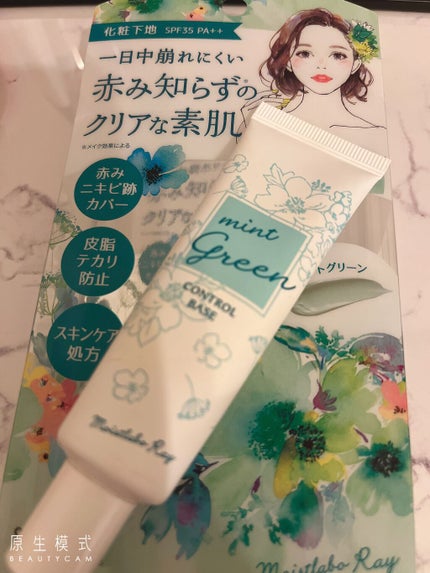 化粧下地 SPF35 PA++
一日中崩れにくい
赤み知らずの※
クリアな素肌
※メイク効果による
赤み
ニキビ跡
カバー
皮脂
テカリ
防止
スキンケア
処方
mint
Green
CONTROL
BASE
Moistlabo Ray
トグリーン
Moistlabo Ray
原生模式
BEAUTYCAM